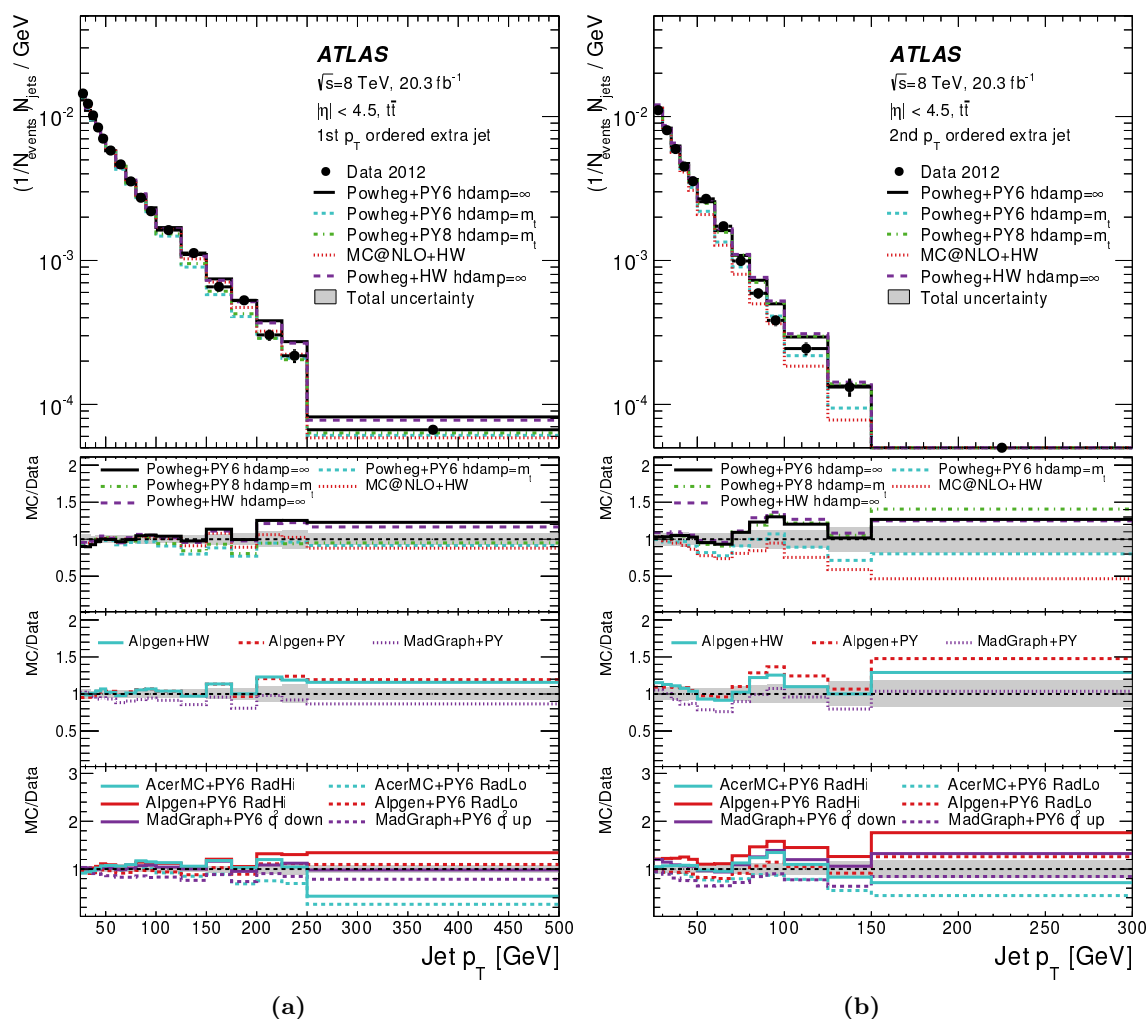 (1/N_events) N_jets / GeV
10^-2
10^-3
10^-4
ATLAS
√s=8 TeV, 20.3 fb^-1
|η| < 4.5, tt̄
1st p_T ordered extra jet
Data 2012
Powheg+PY6 hdamp=∞
Powheg+PY6 hdamp=m_t
Powheg+PY8 hdamp=m_t
MC@NLO+HW
Powheg+HW hdamp=∞
Total uncertainty
MC/Data
2
1.5
1
0.5
Powheg+PY6 hdamp=∞ Powheg+PY6 hdamp=m_t
Powheg+PY8 hdamp=m_t MC@NLO+HW
Powheg+HW hdamp=∞
MC/Data
2
1.5
1
0.5
Alpgen+HW Alpgen+PY MadGraph+PY
MC/Data
3
2
1
AcerMC+PY6 RadHi AcerMC+PY6 RadLo
Alpgen+PY6 RadHi Alpgen+PY6 RadLo
MadGraph+PY6 q² down MadGraph+PY6 q² up
50 100 150 200 250 300 350 400 450 500
Jet p_T [GeV]
(a)
(1/N_events) N_jets / GeV
10^-2
10^-3
10^-4
ATLAS
√s=8 TeV, 20.3 fb^-1
|η| < 4.5, tt̄
2nd p_T ordered extra jet
Data 2012
Powheg+PY6 hdamp=∞
Powheg+PY6 hdamp=m_t
Powheg+PY8 hdamp=m_t
MC@NLO+HW
Powheg+HW hdamp=∞
Total uncertainty
MC/Data
2
1.5
1
0.5
Powheg+PY6 hdamp=∞ Powheg+PY6 hdamp=m_t
Powheg+PY8 hdamp=m_t MC@NLO+HW
Powheg+HW hdamp=∞
MC/Data
2
1.5
1
0.5
Alpgen+HW Alpgen+PY MadGraph+PY
MC/Data
3
2
1
AcerMC+PY6 RadHi AcerMC+PY6 RadLo
Alpgen+PY6 RadHi Alpgen+PY6 RadLo
MadGraph+PY6 q² down MadGraph+PY6 q² up
50 100 150 200 250 300
Jet p_T [GeV]
(b)